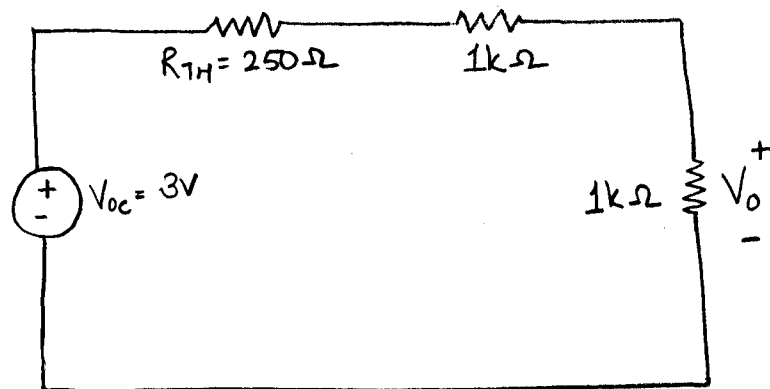 R_TH = 250Ω
1kΩ
+
-
V_oc = 3V
1kΩ
+
V_o
-